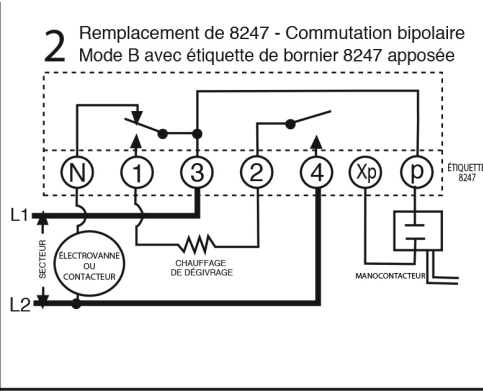 2
Remplacement de 8247 - Commutation bipolaire
Mode B avec étiquette de bornier 8247 apposée
N 1 3 2 4 Xp p
ÉTIQUETTE
8247
L1
SECTEUR
ÉLECTROVANNE
OU
CONTACTEUR
CHAUFFAGE
DE DÉGIVRAGE
MANOCONTACTEUR
L2